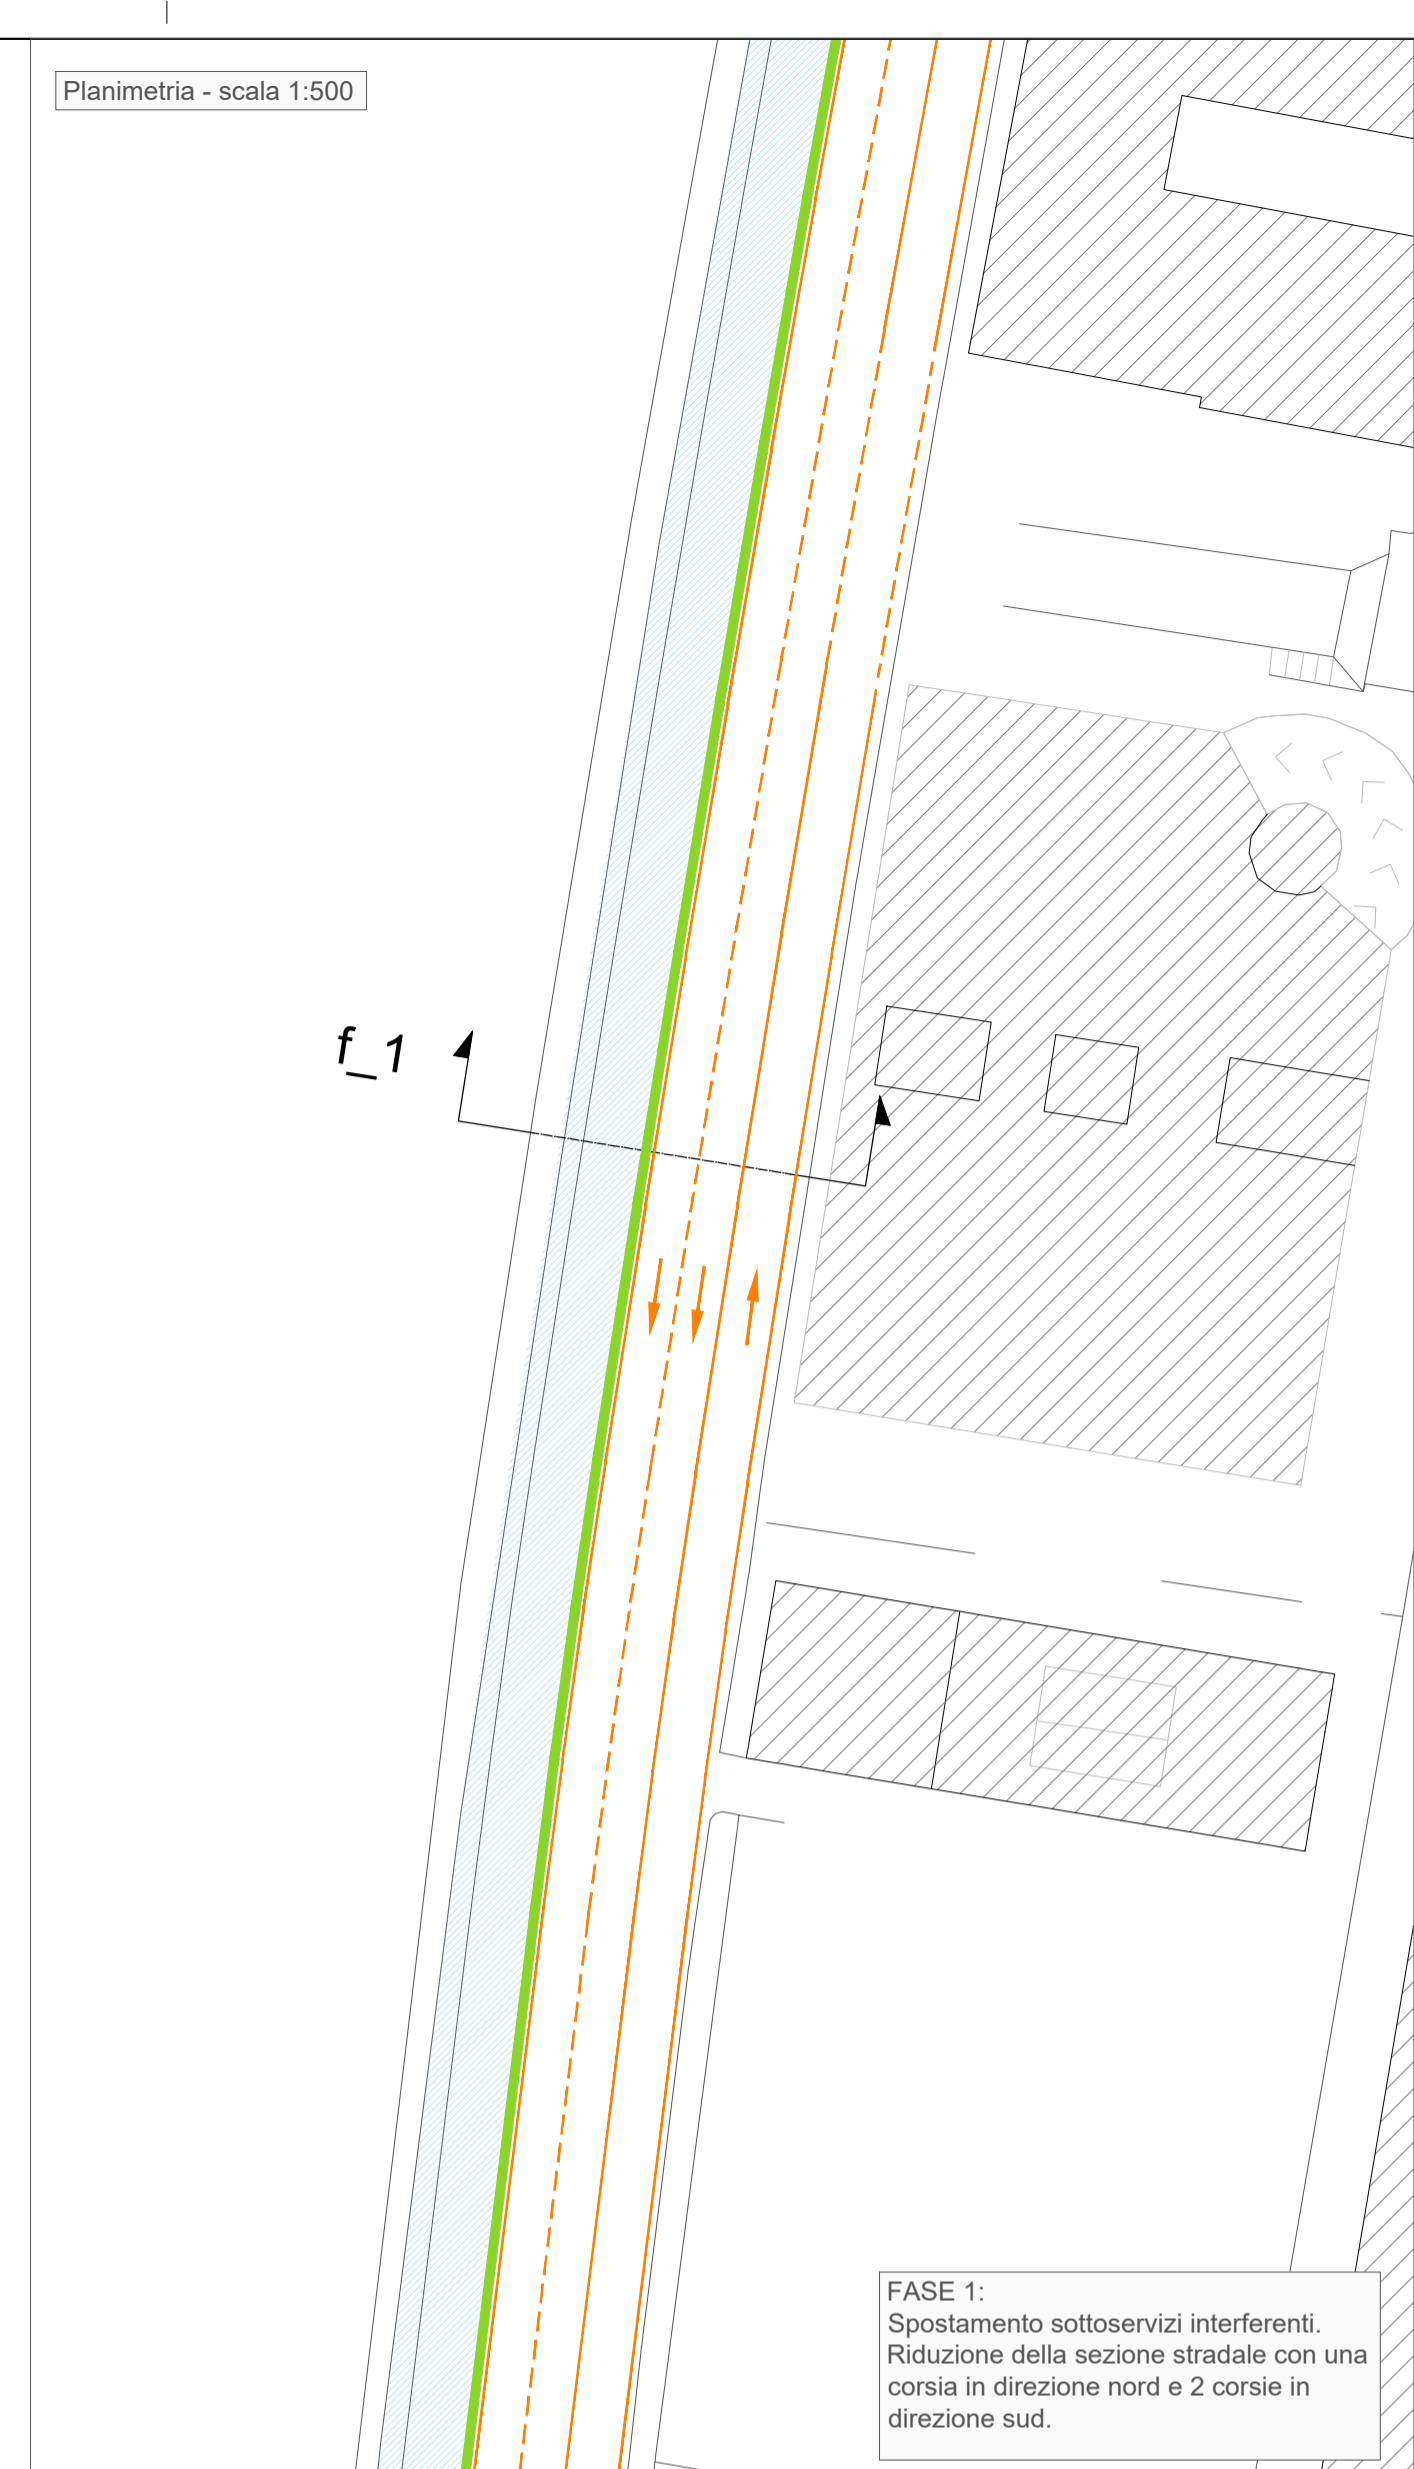 Planimetria - scala 1:500
f_1
FASE 1:
Spostamento sottoservizi interferenti.
Riduzione della sezione stradale con una
corsia in direzione nord e 2 corsie in
direzione sud.